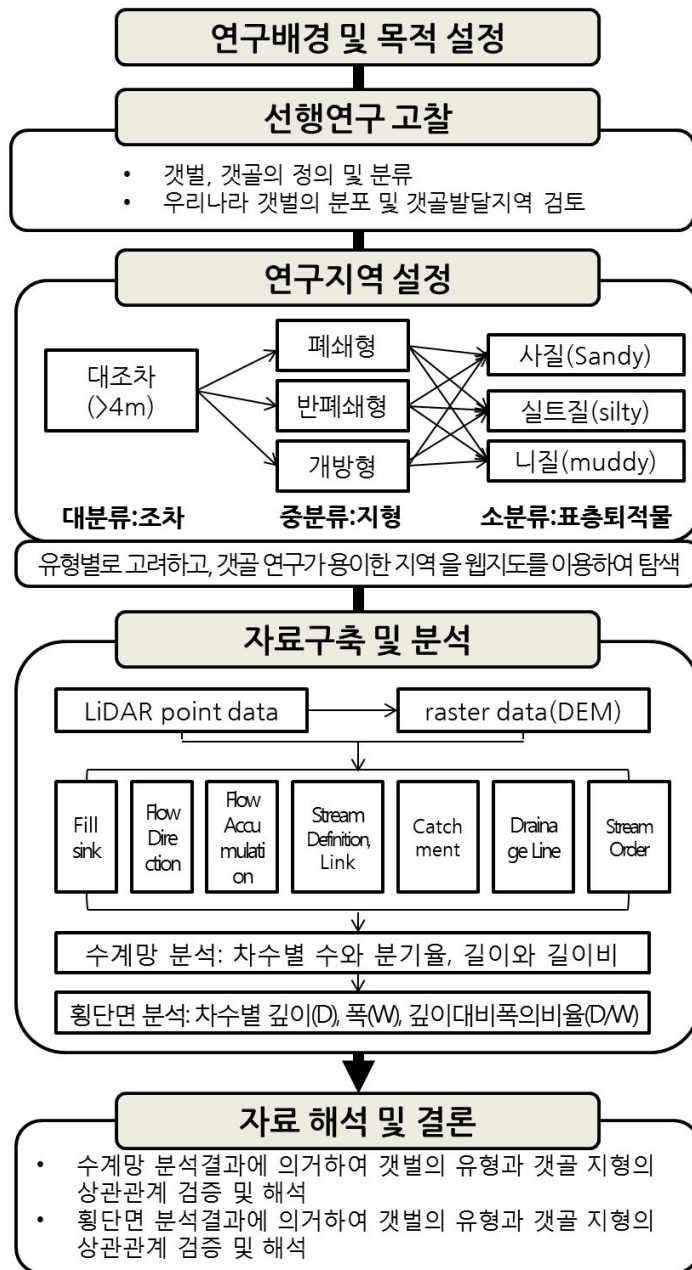 연구배경 및 목적 설정
선행연구 고찰
• 갯벌, 갯골의 정의 및 분류
• 우리나라 갯벌의 분포 및 갯골발달지역 검토
연구지역 설정
대조차
(>4m)
폐쇄형
반폐쇄형
개방형
사질(Sandy)
실트질(silty)
니질(muddy)
대분류:조차
중분류:지형
소분류:표층퇴적물
유형별로 고려하고, 갯골 연구가 용이한 지역 을 웹지도를 이용하여 탐색
자료구축 및 분석
LiDAR point data
raster data(DEM)
Fill
sink
Flow
Dire
ction
Flow
Accu
mulati
on
Stream
Definition,
Link
Catch
ment
Draina
ge Line
Stream
Order
수계망 분석: 차수별 수와 분기율, 길이와 길이비
횡단면 분석: 차수별 깊이(D), 폭(W), 깊이대비폭의비율(D/W)
자료 해석 및 결론
• 수계망 분석결과에 의거하여 갯벌의 유형과 갯골 지형의
상관관계 검증 및 해석
• 횡단면 분석결과에 의거하여 갯벌의 유형과 갯골 지형의
상관관계 검증 및 해석